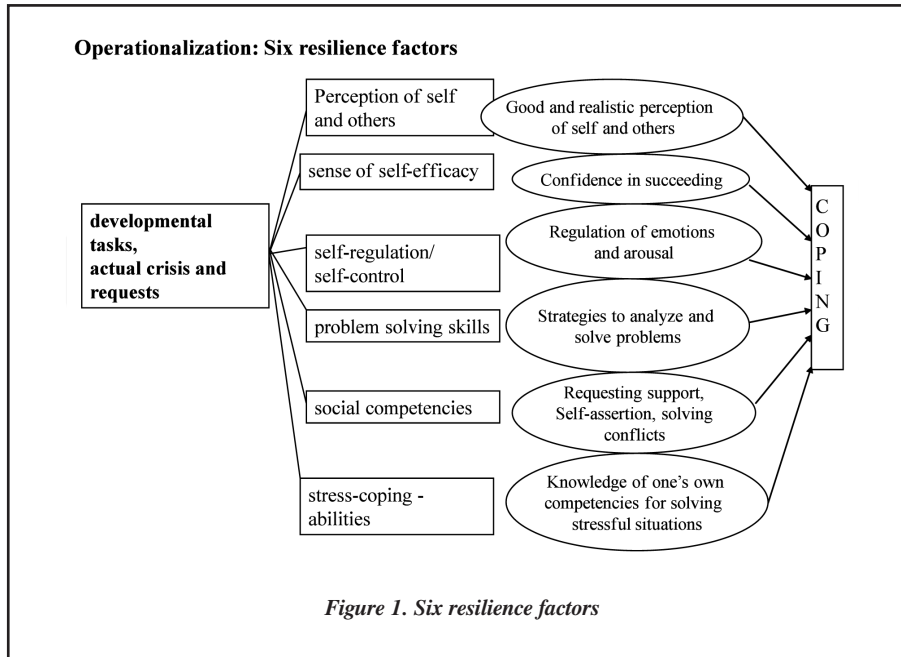 Operationalization: Six resilience factors
Perception of self
and others
Good and realistic perception
of self and others
sense of self-efficacy
Confidence in succeeding
developmental
tasks,
actual crisis and
requests
self-regulation/
self-control
Regulation of emotions
and arousal
problem solving skills
Strategies to analyze and
solve problems
social competencies
Requesting support,
Self-assertion, solving
conflicts
stress-coping -
abilities
Knowledge of one's own
competencies for solving
stressful situations
C
O
P
I
N
G
Figure 1. Six resilience factors